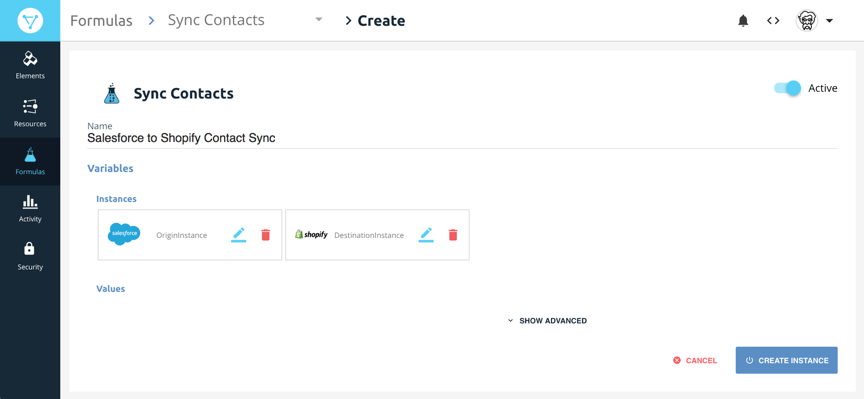 Formulas
Sync Contacts
Create
Elements
Resources
Formulas
Activity
Security
Sync Contacts
Active
Name
Salesforce to Shopify Contact Sync
Variables
Instances
salesforce
OriginInstance
shopify
DestinationInstance
Values
SHOW ADVANCED
CANCEL
CREATE INSTANCE